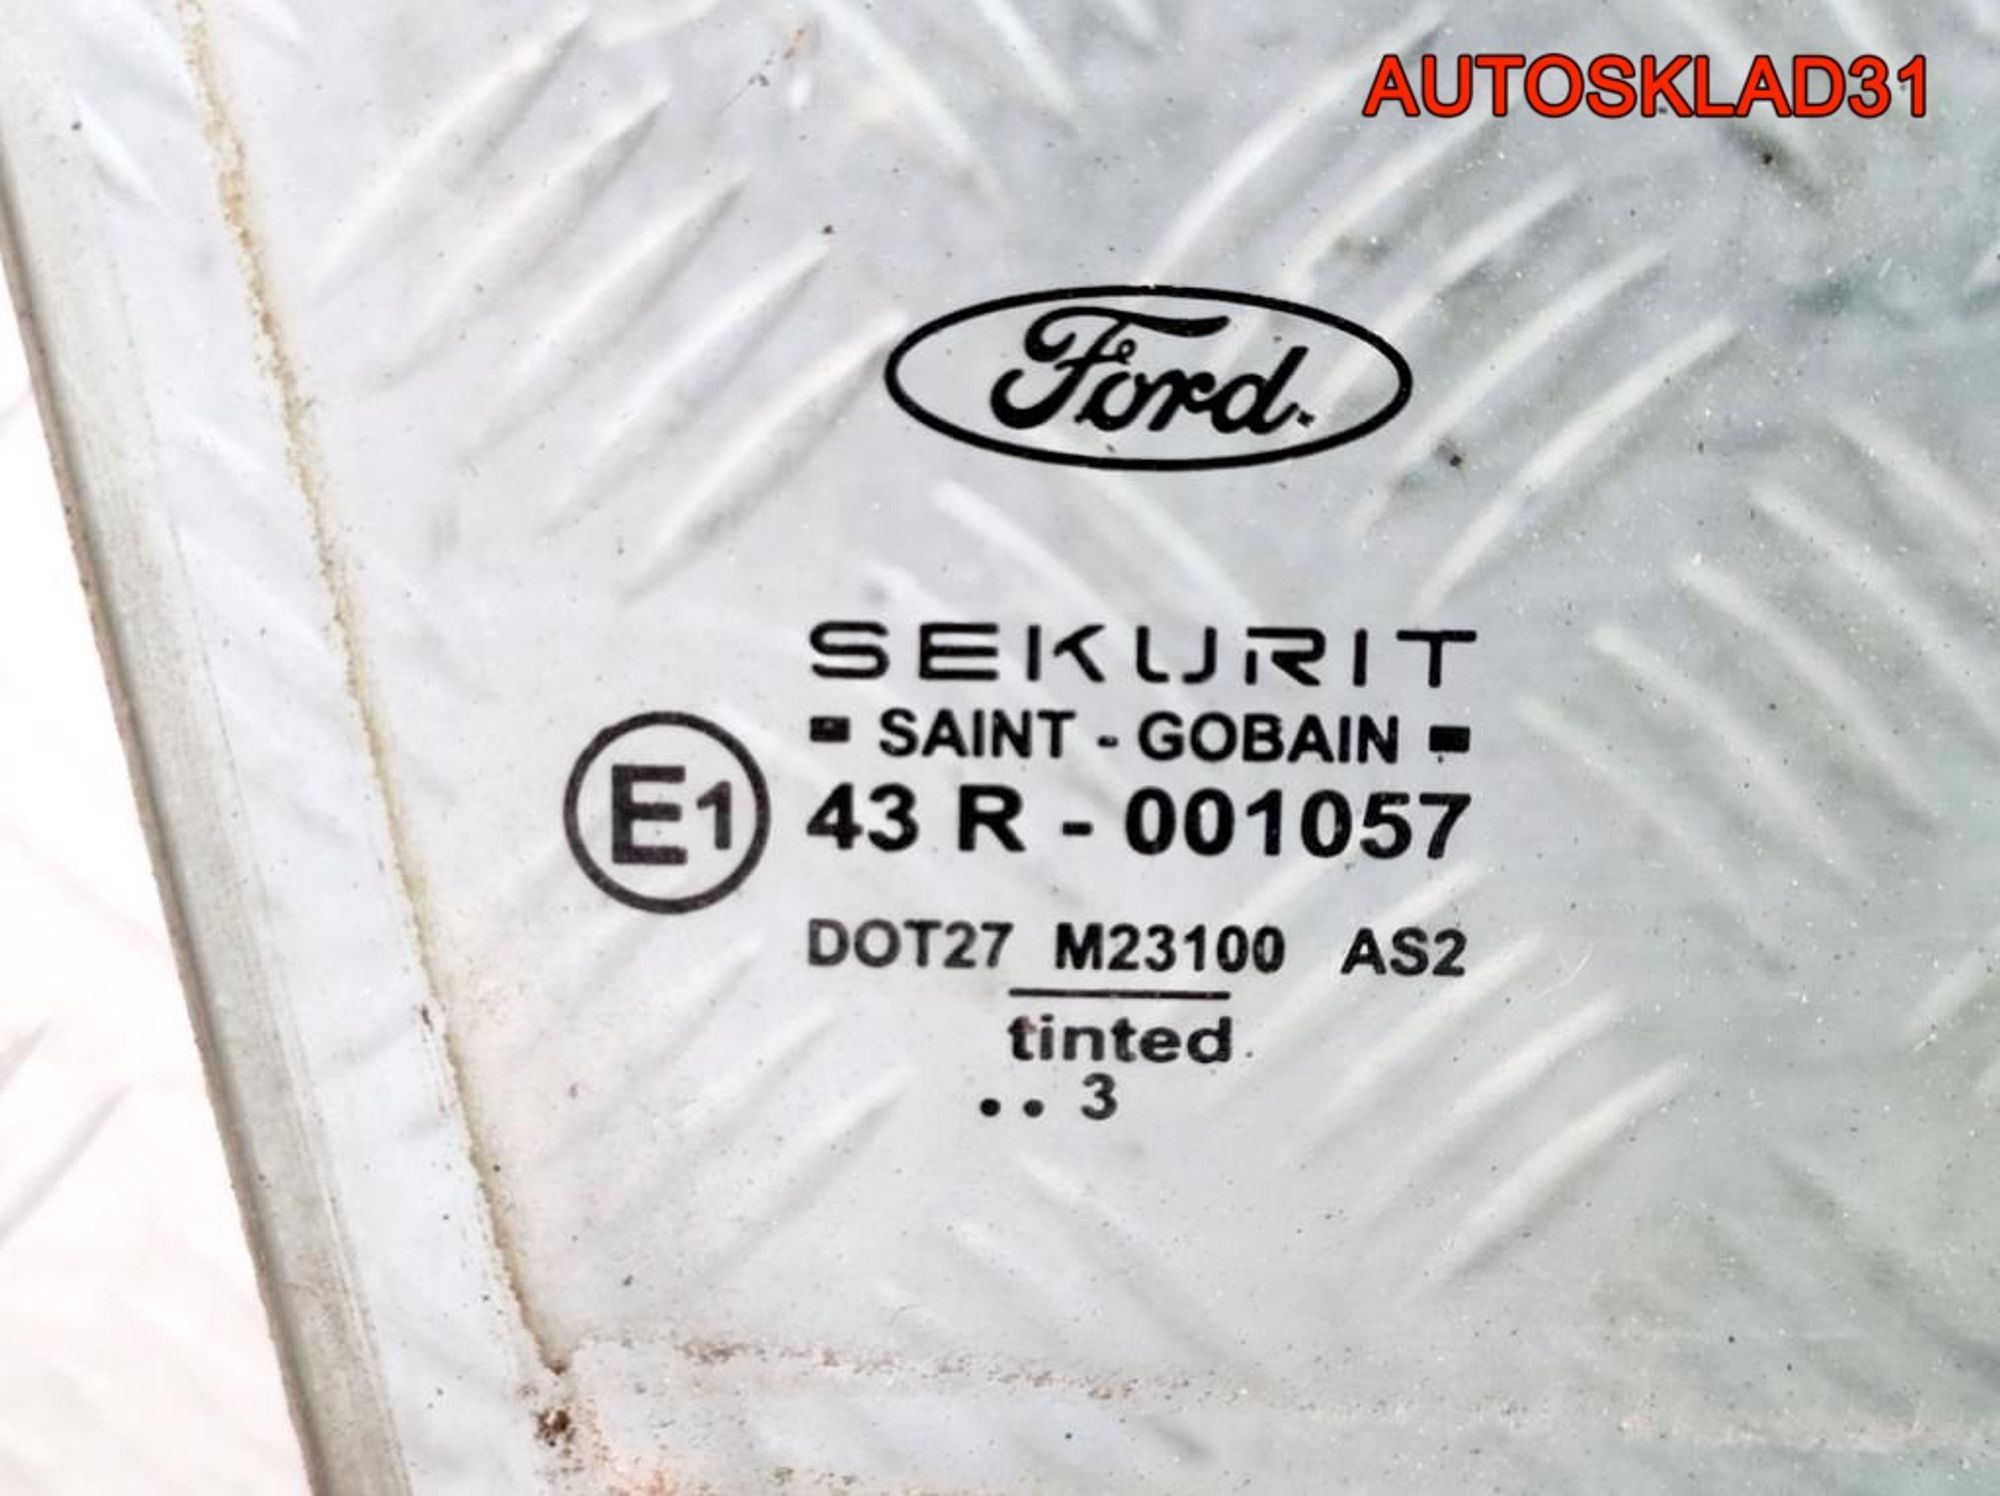 AUTOSKLAD31
Ford
SEKURIT
SAINT - GOBAIN
E1 43 R - 001057
DOT27 M23100 AS2
tinted
.. 3